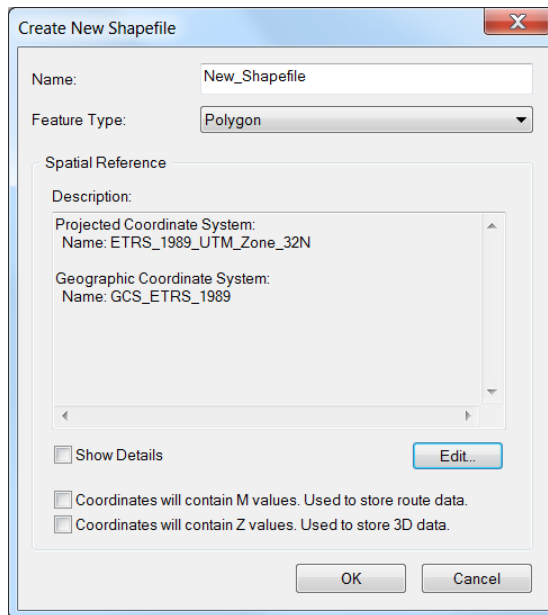 Create New Shapefile
Name:
New_Shapefile
Feature Type:
Polygon
Spatial Reference
Description:
Projected Coordinate System:
Name: ETRS_1989_UTM_Zone_32N
Geographic Coordinate System:
Name: GCS_ETRS_1989
Show Details
Edit...
Coordinates will contain M values. Used to store route data.
Coordinates will contain Z values. Used to store 3D data.
OK
Cancel